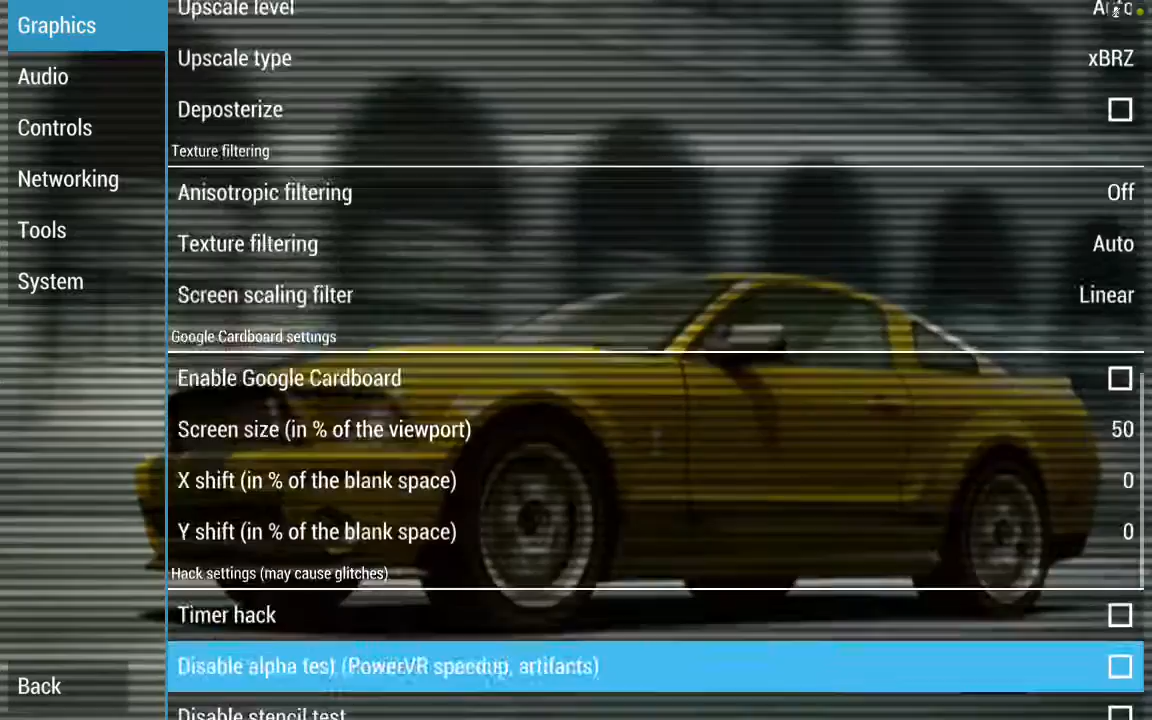 Graphics
Audio
Controls
Networking
Tools
System
Back
Upscale level
Upscale type xBRZ
Deposterize
Texture filtering
Anisotropic filtering Off
Texture filtering Auto
Screen scaling filter Linear
Google Cardboard settings
Enable Google Cardboard
Screen size (in % of the viewport) 50
X shift (in % of the blank space) 0
Y shift (in % of the blank space) 0
Hack settings (may cause glitches)
Timer hack
Disable alpha test (PowerVR speedup, artifacts)
Disable stencil test